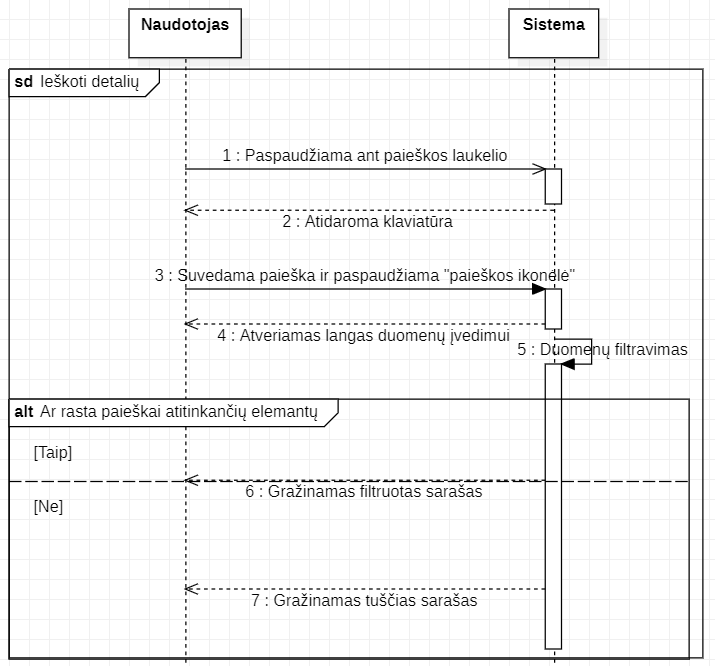 Naudotojas
Sistema
sd Ieškoti detalių
1 : Paspaudžiama ant paieškos laukelio
2 : Atidaroma klaviatūra
3 : Suvedama paieška ir paspaudžiama "paieškos ikonėlė"
4 : Atveriamas langas duomenų įvedimui
5 : Duomenų filtravimas
alt Ar rasta paieškai atitinkančių elemantų
[Taip]
6 : Gražinamas filtruotas sarašas
[Ne]
7 : Gražinamas tuščias sarašas